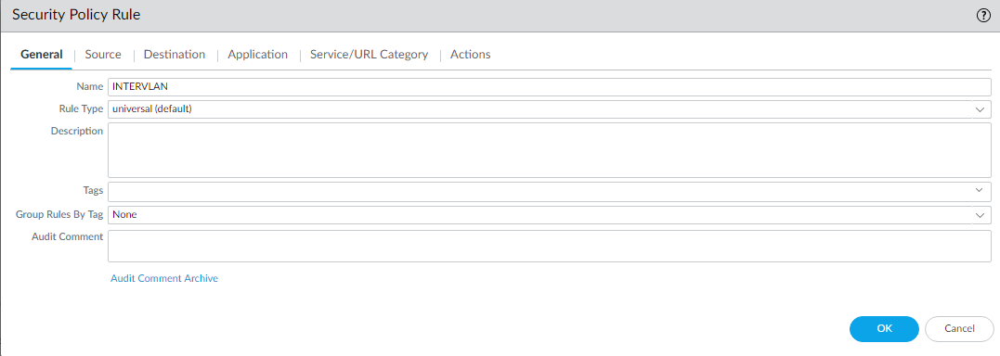 Security Policy Rule
General
Source
Destination
Application
Service/URL Category
Actions
Name INTERVLAN
Rule Type universal (default)
Description
Tags
Group Rules By Tag None
Audit Comment
Audit Comment Archive
OK
Cancel